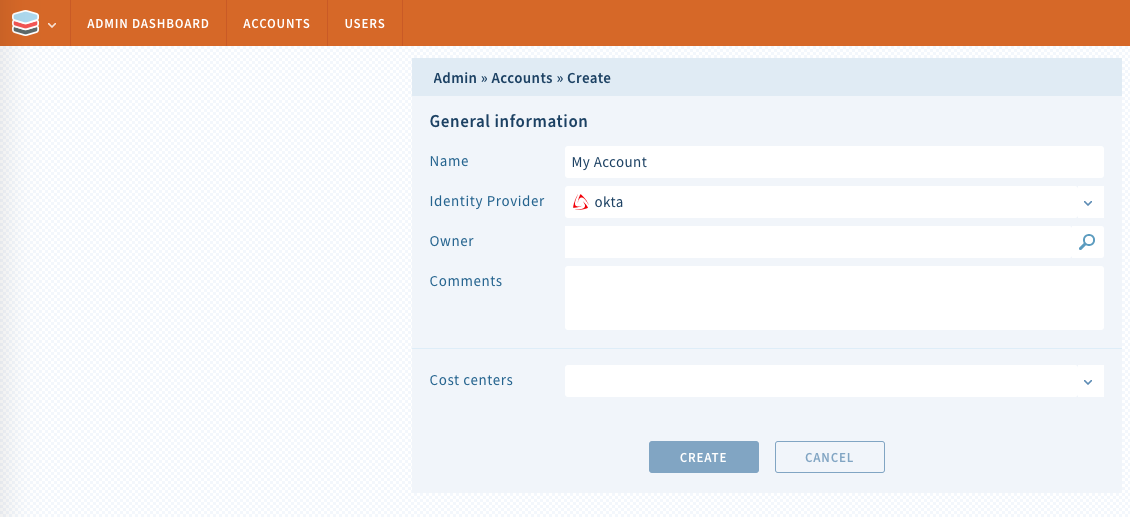 ADMIN DASHBOARD ACCOUNTS USERS
Admin » Accounts » Create
General information
Name My Account
Identity Provider okta
Owner
Comments
Cost centers
CREATE CANCEL